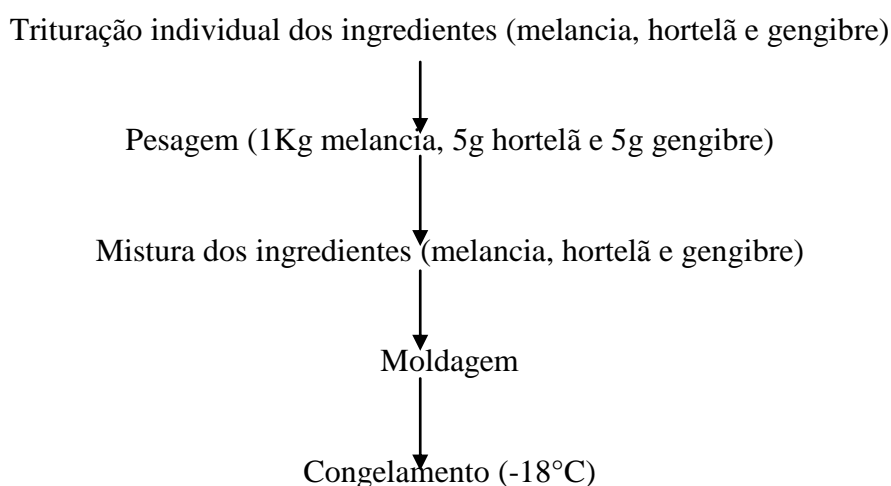 Trituração individual dos ingredientes (melancia, hortelã e gengibre)
Pesagem (1Kg melancia, 5g hortelã e 5g gengibre)
Mistura dos ingredientes (melancia, hortelã e gengibre)
Moldagem
Congelamento (-18°C)